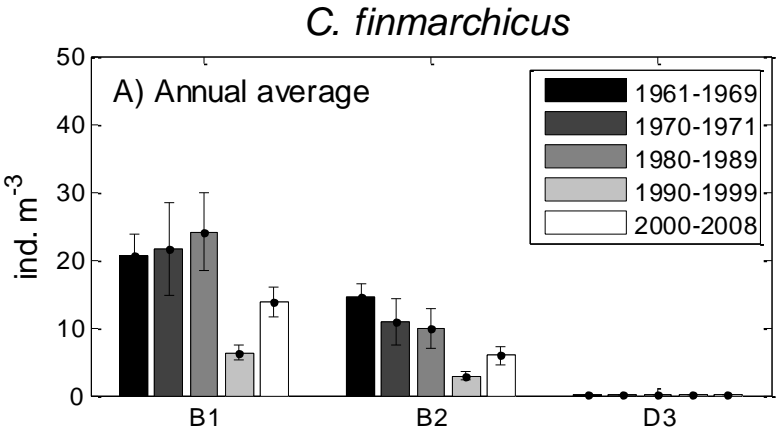 C. finmarchicus
50
40
30
20
10
0
ind. m-3
A) Annual average
1961-1969
1970-1971
1980-1989
1990-1999
2000-2008
B1
B2
D3